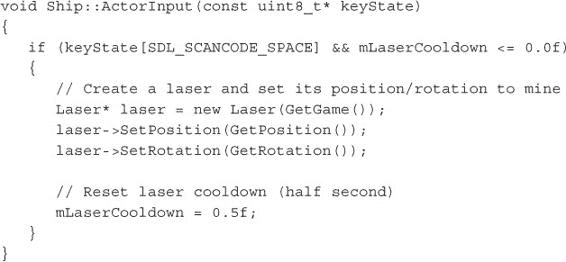 void Ship::ActorInput(const uint8_t* keyState)
{
   if (keyState[SDL_SCANCODE_SPACE] && mLaserCooldown <= 0.0f)
   {
      // Create a laser and set its position/rotation to mine
      Laser* laser = new Laser(GetGame());
      laser->SetPosition(GetPosition());
      laser->SetRotation(GetRotation());

      // Reset laser cooldown (half second)
      mLaserCooldown = 0.5f;
   }
}